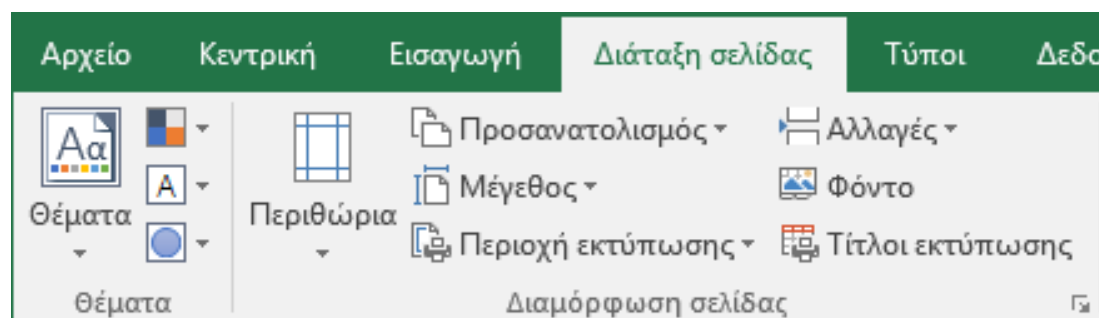 Αρχείο Κεντρική Εισαγωγή Διάταξη σελίδας Τύποι
Αα Προσανατολισμός Αλλαγές
A Μέγεθος Φόντο
Θέματα Περιθώρια
Περιοχή εκτύπωσης Τίτλοι εκτύπωσης
Θέματα Διαμόρφωση σελίδας